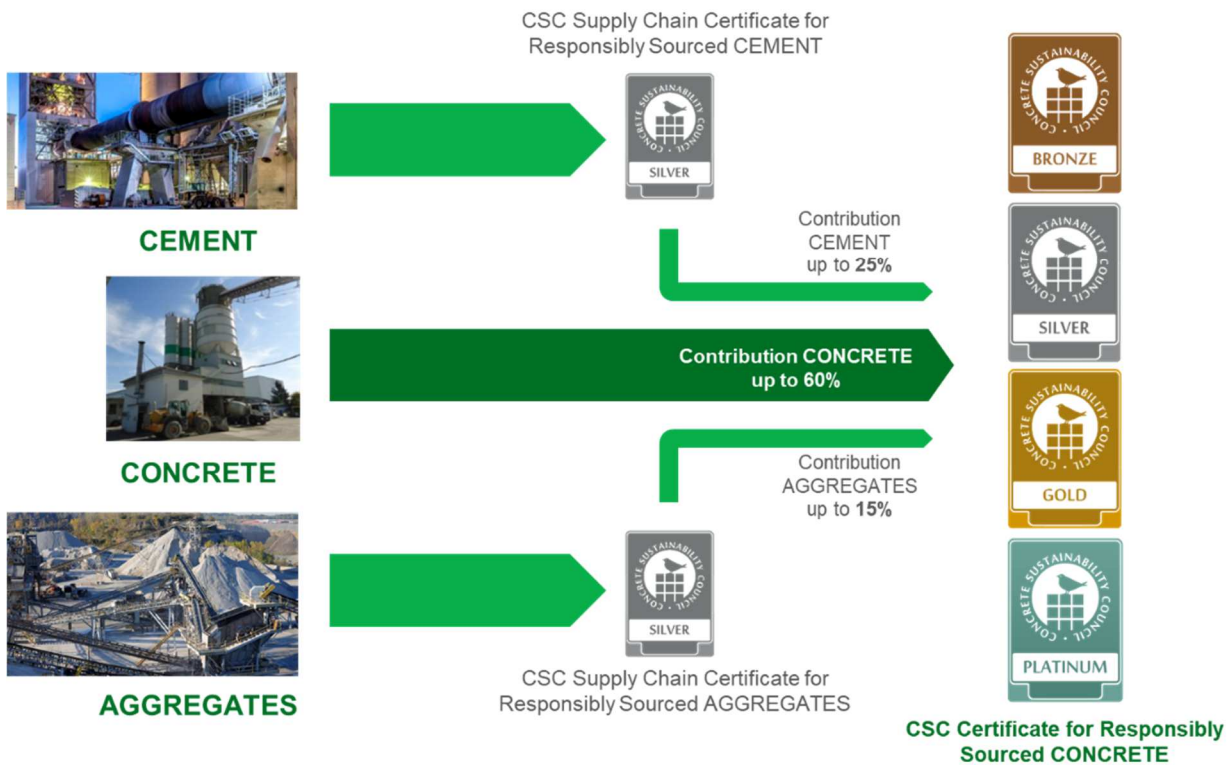 CSC Supply Chain Certificate for
Responsibly Sourced CEMENT
CONCRETE SUSTAINABILITY COUNCIL
SILVER
CEMENT
Contribution
CEMENT
up to 25%
CONCRETE
Contribution CONCRETE
up to 60%
Contribution
AGGREGATES
up to 15%
AGGREGATES
CONCRETE SUSTAINABILITY COUNCIL
SILVER
CSC Supply Chain Certificate for
Responsibly Sourced AGGREGATES
CONCRETE SUSTAINABILITY COUNCIL
BRONZE
CONCRETE SUSTAINABILITY COUNCIL
SILVER
CONCRETE SUSTAINABILITY COUNCIL
GOLD
CONCRETE SUSTAINABILITY COUNCIL
PLATINUM
CSC Certificate for Responsibly
Sourced CONCRETE